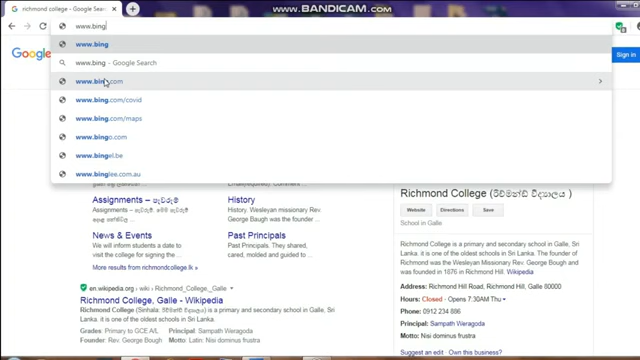 WWW.BANDICAM.COM
richmond college - Google Sear
www.bing
www.bing
www.bing – Google Search
www.bing.com
www.bing.com/covid
www.bing.com/maps
www.bingo.com
www.bingel.be
www.binglee.com.au
Google
Sign in
Assignments - පැවරුම්
History
History. Wesleyan missionary Rev.
George Baugh was the founder.
News & Events
We will inform a students a date to
visit the college for signing the
Past Principals
Past Principals. They shared,
cared, molded and guided to
More results from richmondcollege.lk »
en.wikipedia.org › wiki › Richmond_College,_Galle
Richmond College, Galle - Wikipedia
Richmond College is a primary and secondary school in Galle, Sri
Lanka. it is one of the oldest schools in Sri Lanka.
Grades: Primary to GCE A/L
Principal: Sampath Weragoda
Founder: Rev. George Baugh
Motto: Latin: Nisi dominus frustra
Richmond College (රිච්මන්ඩ් විද්‍යාලය)
Website
Directions
Save
School in Galle
Richmond College is a primary and secondary school in Galle, Sri
Lanka. it is one of the oldest schools in Sri Lanka. The founder of
Richmond was the Wesleyan Missionary Rev. George Baugh and
was founded in 1876 in Richmond Hill, Wikipedia
Address: Richmond Hill Road, Richmond Hill, Galle 80000
Hours: Closed · Opens 7:30AM Thu
Phone: 0912 234 886
Principal: Sampath Weragoda
Motto: Nisi dominus frustra
Suggest an edit · Own this business?